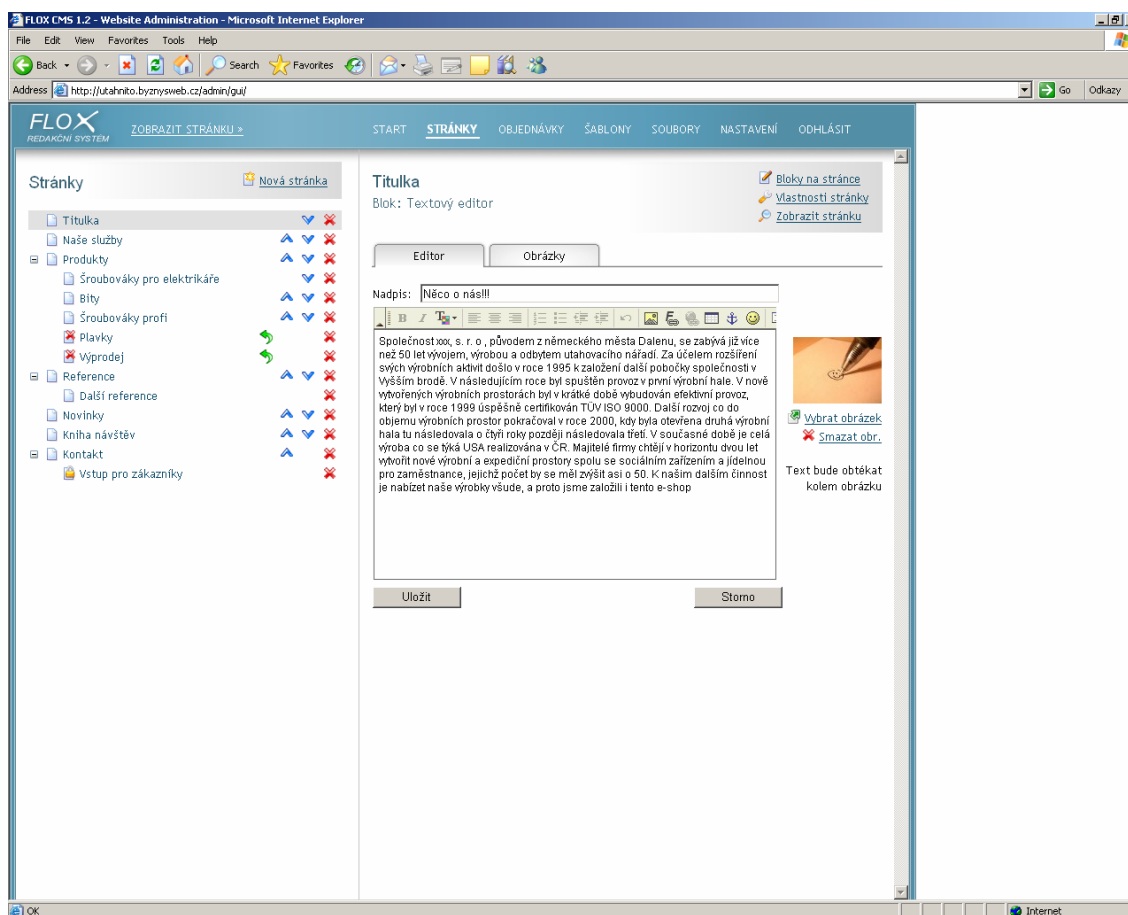 FLOX CMS 1.2 - Website Administration - Microsoft Internet Explorer
File Edit View Favorites Tools Help
Back Search Favorites
Address http://utahnito.byznysweb.cz/admin/gui/ Go Odkazy
FLOX
REDAKČNÍ SYSTÉM
ZOBRAZIT STRÁNKU »
START STRÁNKY OBJEDNÁVKY ŠABLONY SOUBORY NASTAVENÍ ODHLÁSIT
Stránky
Nová stránka
Titulka
Naše služby
Produkty
Šroubováky pro elektrikáře
Bity
Šroubováky profi
Plavky
Výprodej
Reference
Další reference
Novinky
Kniha návštěv
Kontakt
Vstup pro zákazníky
Titulka
Blok: Textový editor
Bloky na stránce
Vlastnosti stránky
Zobrazit stránku
Editor Obrázky
Nadpis: Něco o nás!!!
Společnost xxx, s. r. o , původem z německého města Dalenu, se zabývá již více
než 50 let vývojem, výrobou a odbytem utahovacího nářadí. Za účelem rozšíření
svých výrobních aktivit došlo v roce 1995 k založení další pobočky společnosti v
Vyšším brodě. V následujícím roce byl spuštěn provoz v první výrobní hale. V nově
vytvořených výrobních prostorách byl v krátké době vybudován efektivní provoz,
který byl v roce 1999 úspěšně certifikován TÜV ISO 9000. Další rozvoj co do
objemu výrobních prostor pokračoval v roce 2000, kdy byla otevřena druhá výrobní
hala tu následovala o čtyři roky později následovala třetí. V současné době je celá
výroba co se týká USA realizována v ČR. Majitelé firmy chtějí v horizontu dvou let
vytvořit nové výrobní a expediční prostory spolu se sociálním zařízením a jídelnou
pro zaměstnance, jejichž počet by se měl zvýšit asi o 50. K naším dalším činnost
je nabízet naše výrobky všude, a proto jsme založili i tento e-shop
Vybrat obrázek
Smazat obr.
Text bude obtékat
kolem obrázku
Uložit Storno
OK Internet